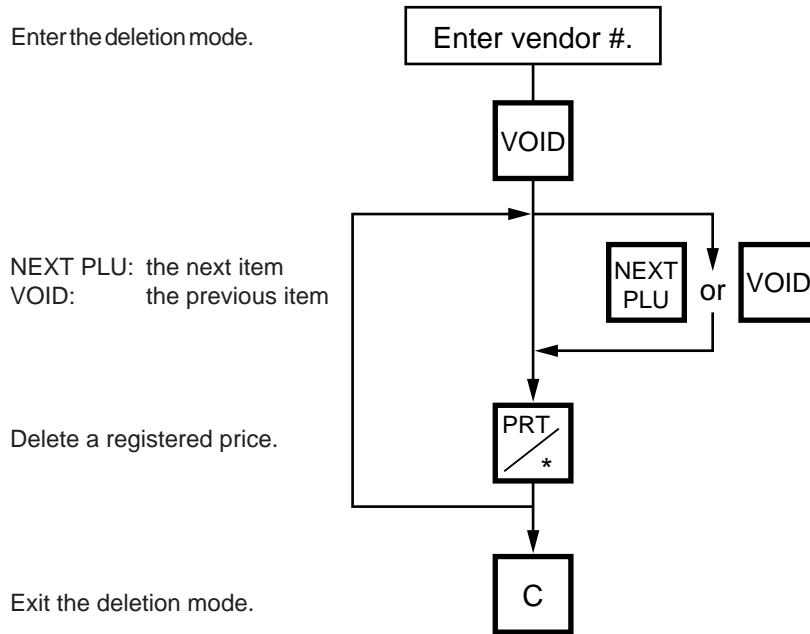 Enter the deletion mode.
Enter vendor #.
VOID
NEXT PLU: the next item
VOID: the previous item
NEXT
PLU
or
VOID
Delete a registered price.
PRT
*
Exit the deletion mode.
C